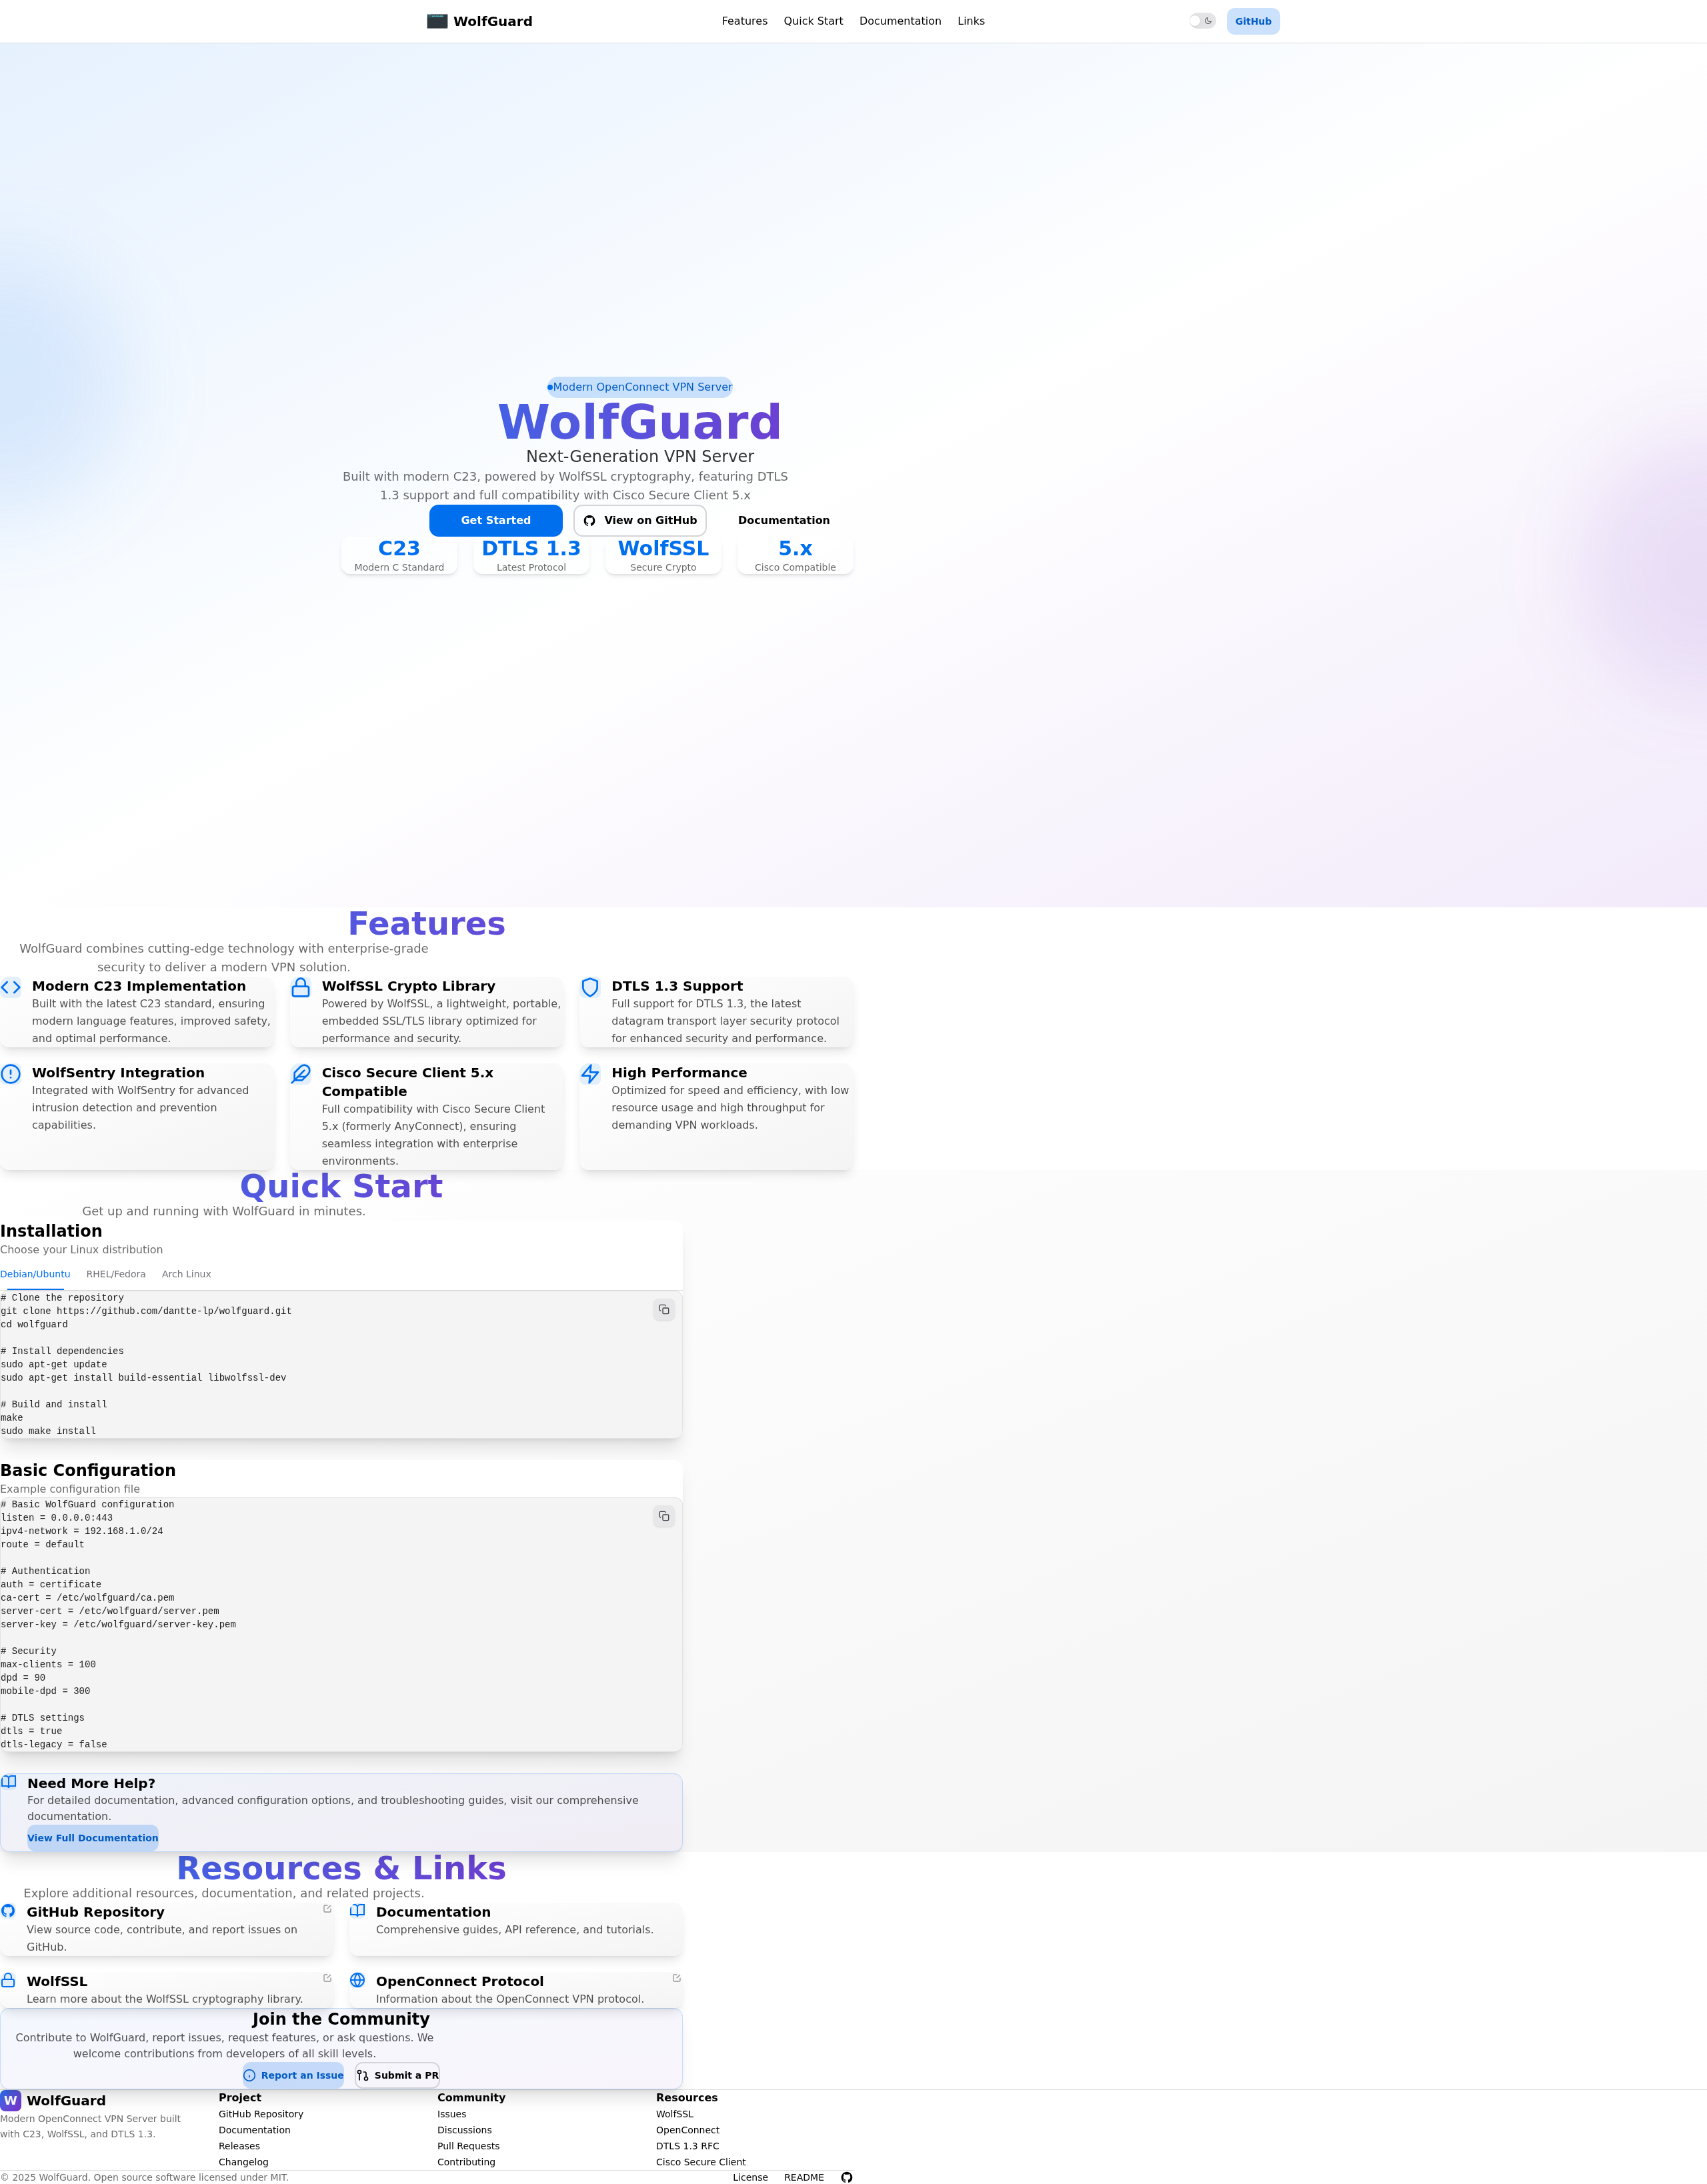 WolfGuard
Features Quick Start Documentation Links
GitHub
Modern OpenConnect VPN Server
WolfGuard
Next-Generation VPN Server
Built with modern C23, powered by WolfSSL cryptography, featuring DTLS
1.3 support and full compatibility with Cisco Secure Client 5.x
Get Started View on GitHub Documentation
C23
Modern C Standard
DTLS 1.3
Latest Protocol
WolfSSL
Secure Crypto
5.x
Cisco Compatible
Features
WolfGuard combines cutting-edge technology with enterprise-grade
security to deliver a modern VPN solution.
Modern C23 Implementation
Built with the latest C23 standard, ensuring
modern language features, improved safety,
and optimal performance.
WolfSSL Crypto Library
Powered by WolfSSL, a lightweight, portable,
embedded SSL/TLS library optimized for
performance and security.
DTLS 1.3 Support
Full support for DTLS 1.3, the latest
datagram transport layer security protocol
for enhanced security and performance.
WolfSentry Integration
Integrated with WolfSentry for advanced
intrusion detection and prevention
capabilities.
Cisco Secure Client 5.x
Compatible
Full compatibility with Cisco Secure Client
5.x (formerly AnyConnect), ensuring
seamless integration with enterprise
environments.
High Performance
Optimized for speed and efficiency, with low
resource usage and high throughput for
demanding VPN workloads.
Quick Start
Get up and running with WolfGuard in minutes.
Installation
Choose your Linux distribution
Debian/Ubuntu RHEL/Fedora Arch Linux
# Clone the repository
git clone https://github.com/dantte-lp/wolfguard.git
cd wolfguard
# Install dependencies
sudo apt-get update
sudo apt-get install build-essential libwolfssl-dev
# Build and install
make
sudo make install
Basic Configuration
Example configuration file
# Basic WolfGuard configuration
listen = 0.0.0.0:443
ipv4-network = 192.168.1.0/24
route = default
# Authentication
auth = certificate
ca-cert = /etc/wolfguard/ca.pem
server-cert = /etc/wolfguard/server.pem
server-key = /etc/wolfguard/server-key.pem
# Security
max-clients = 100
dpd = 90
mobile-dpd = 300
# DTLS settings
dtls = true
dtls-legacy = false
Need More Help?
For detailed documentation, advanced configuration options, and troubleshooting guides, visit our comprehensive
documentation.
View Full Documentation
Resources & Links
Explore additional resources, documentation, and related projects.
GitHub Repository
View source code, contribute, and report issues on
GitHub.
Documentation
Comprehensive guides, API reference, and tutorials.
WolfSSL
Learn more about the WolfSSL cryptography library.
OpenConnect Protocol
Information about the OpenConnect VPN protocol.
Join the Community
Contribute to WolfGuard, report issues, request features, or ask questions. We
welcome contributions from developers of all skill levels.
Report an Issue Submit a PR
W WolfGuard
Modern OpenConnect VPN Server built
with C23, WolfSSL, and DTLS 1.3.
Project
GitHub Repository
Documentation
Releases
Changelog
Community
Issues
Discussions
Pull Requests
Contributing
Resources
WolfSSL
OpenConnect
DTLS 1.3 RFC
Cisco Secure Client
© 2025 WolfGuard. Open source software licensed under MIT.
License README